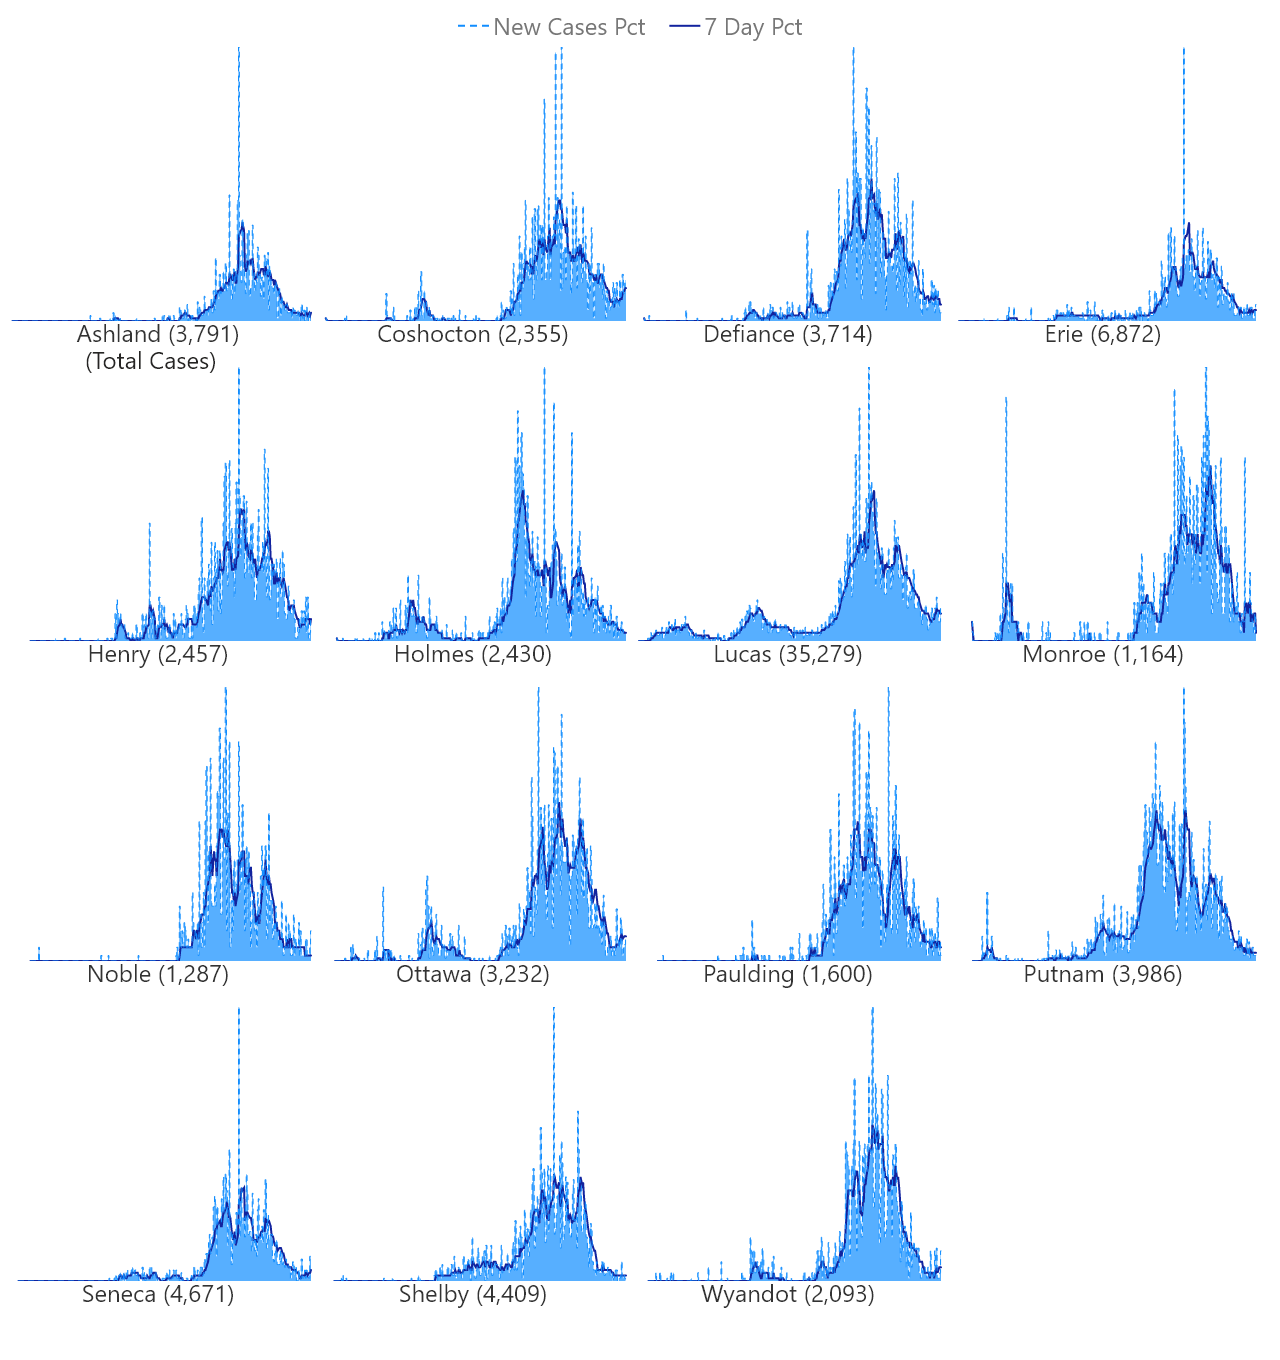 New Cases Pct 7 Day Pct
Ashland (3,791) Coshocton (2,355) Defiance (3,714) Erie (6,872)
(Total Cases)
Henry (2,457) Holmes (2,430) Lucas (35,279) Monroe (1,164)
Noble (1,287) Ottawa (3,232) Paulding (1,600) Putnam (3,986)
Seneca (4,671) Shelby (4,409) Wyandot (2,093)